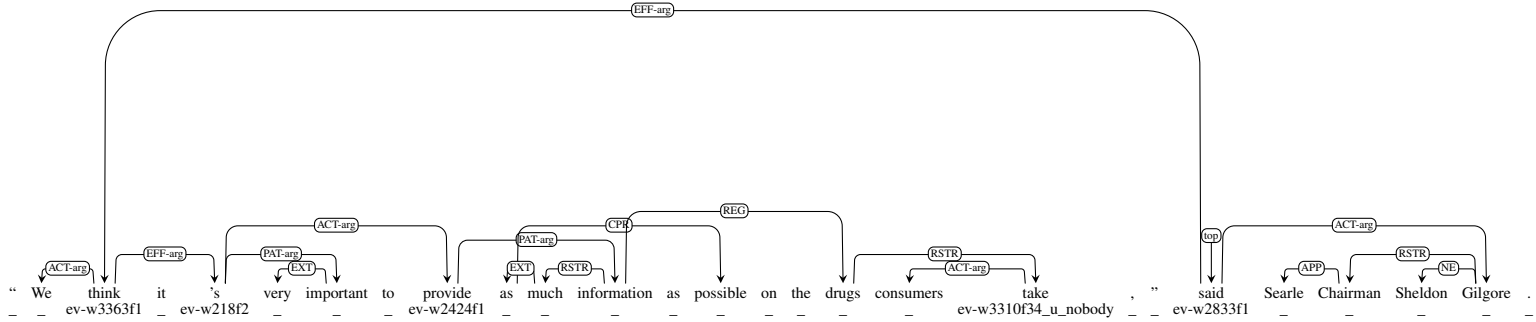 EFF-arg
REG
ACT-arg CPR ACT-arg
EFF-arg PAT-arg PAT-arg RSTR top RSTR
ACT-arg EXT EXT RSTR ACT-arg APP NE
“ We think it ’s very important to provide as much information as possible on the drugs consumers take , ” said Searle Chairman Sheldon Gilgore .
_ _ ev-w3363f1 _ ev-w218f2 _ _ _ ev-w2424f1 _ _ _ _ _ _ _ _ _ ev-w3310f34_u_nobody _ _ ev-w2833f1 _ _ _ _ _